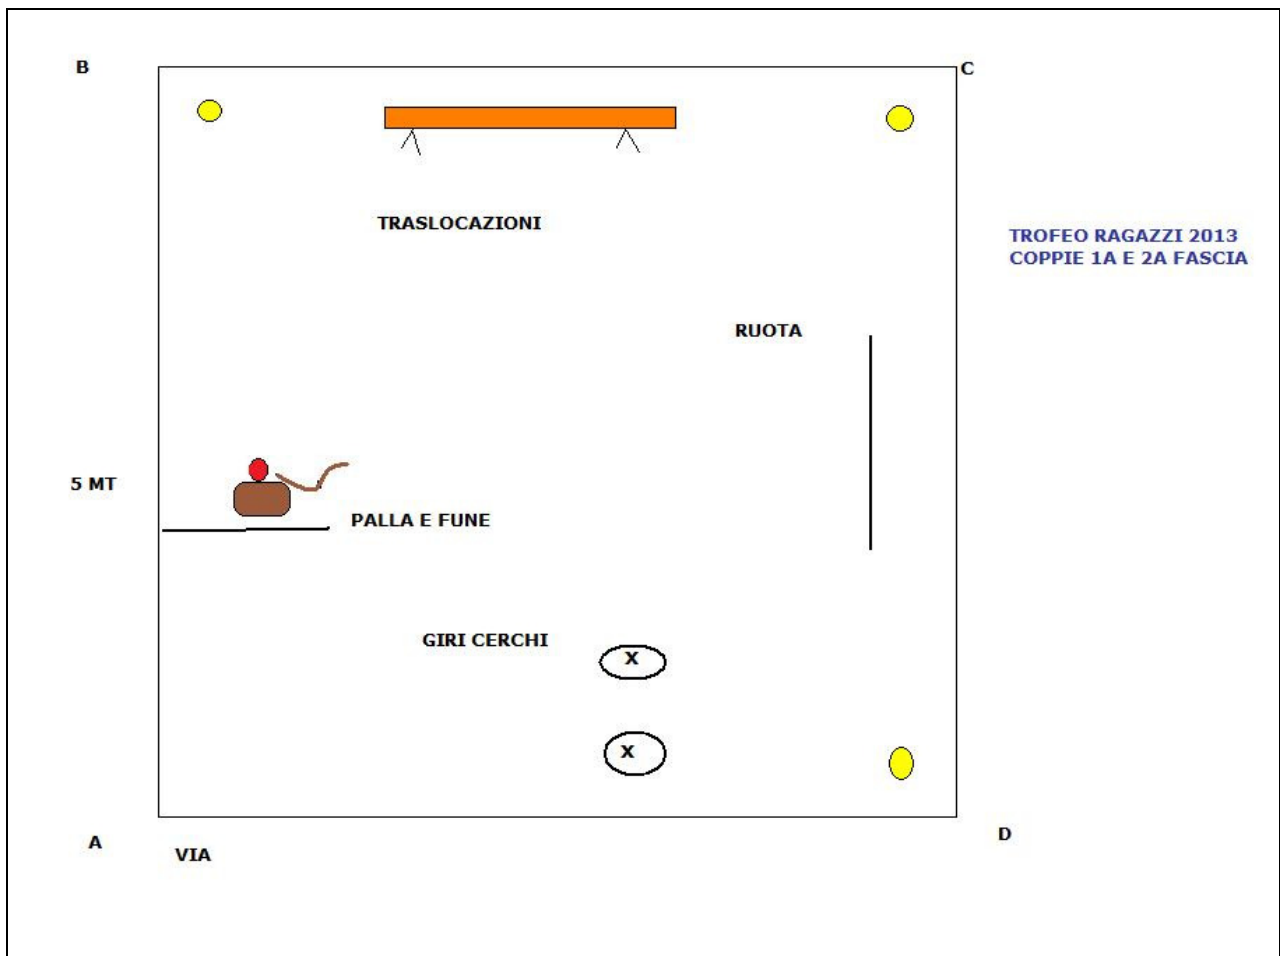 B
C
TRASLOCAZIONI
TROFEO RAGAZZI 2013
COPPIE 1A E 2A FASCIA
RUOTA
5 MT
PALLA E FUNE
GIRI CERCHI
X
X
A
D
VIA